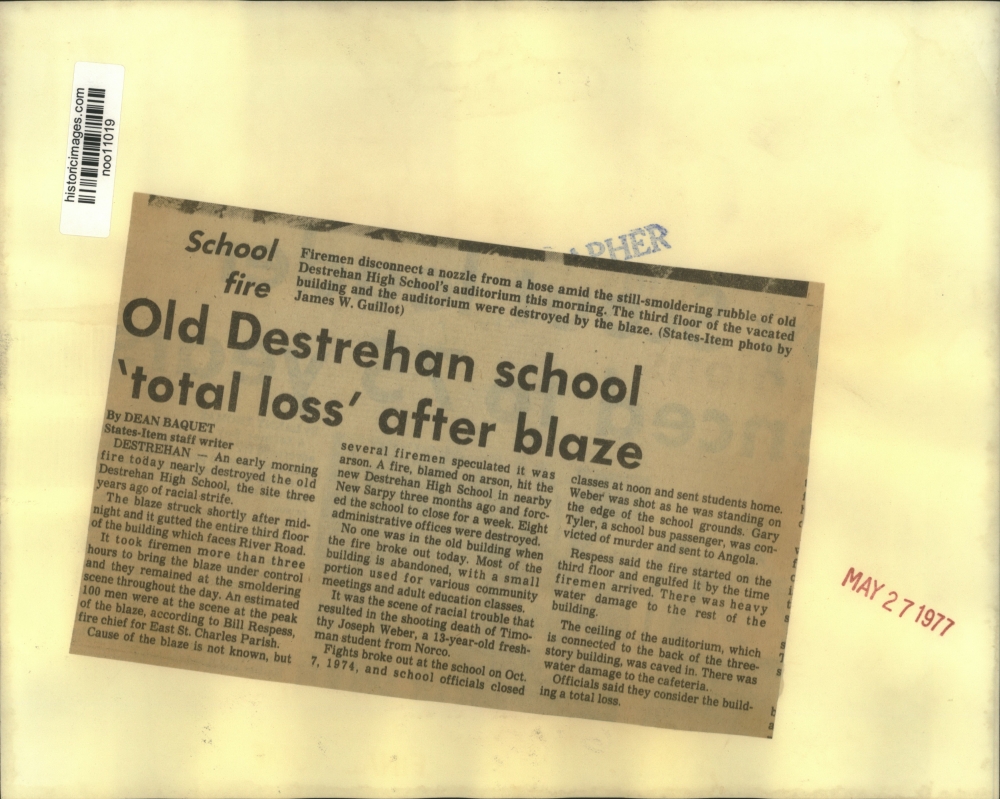 historicimages.com
noo11019
APHER
School
fire
Firemen disconnect a nozzle from a hose amid the still-smoldering rubble of old
Destrehan High School's auditorium this morning. The third floor of the vacated
building and the auditorium were destroyed by the blaze. (States-Item photo by
James W. Guillot)
Old Destrehan school
'total loss' after blaze
By DEAN BAQUET
States-Item staff writer
DESTREHAN — An early morning
fire today nearly destroyed the old
Destrehan High School, the site three
years ago of racial strife.
The blaze struck shortly after mid-
night and it gutted the entire third floor
of the building which faces River Road.
It took firemen more than three
hours to bring the blaze under control
and they remained at the smoldering
scene throughout the day. An estimated
100 men were at the scene at the peak
of the blaze, according to Bill Respess,
fire chief for East St. Charles Parish.
Cause of the blaze is not known, but
several firemen speculated it was
arson. A fire, blamed on arson, hit the
new Destrehan High School in nearby
New Sarpy three months ago and forc-
ed the school to close for a week. Eight
administrative offices were destroyed.
No one was in the old building when
the fire broke out today. Most of the
building is abandoned, with a small
portion used for various community
meetings and adult education classes.
It was the scene of racial trouble that
resulted in the shooting death of Timo-
thy Joseph Weber, a 13-year-old fresh-
man student from Norco.
Fights broke out at the school on Oct.
7, 1974, and school officials closed
classes at noon and sent students home.
Weber was shot as he was standing on
the edge of the school grounds. Gary
Tyler, a school bus passenger, was con-
victed of murder and sent to Angola.
Respess said the fire started on the
third floor and engulfed it by the time
firemen arrived. There was heavy
water damage to the rest of the
building.
The ceiling of the auditorium, which
is connected to the back of the three-
story building, was caved in. There was
water damage to the cafeteria.
Officials said they consider the build-
ing a total loss.
MAY 27 1977